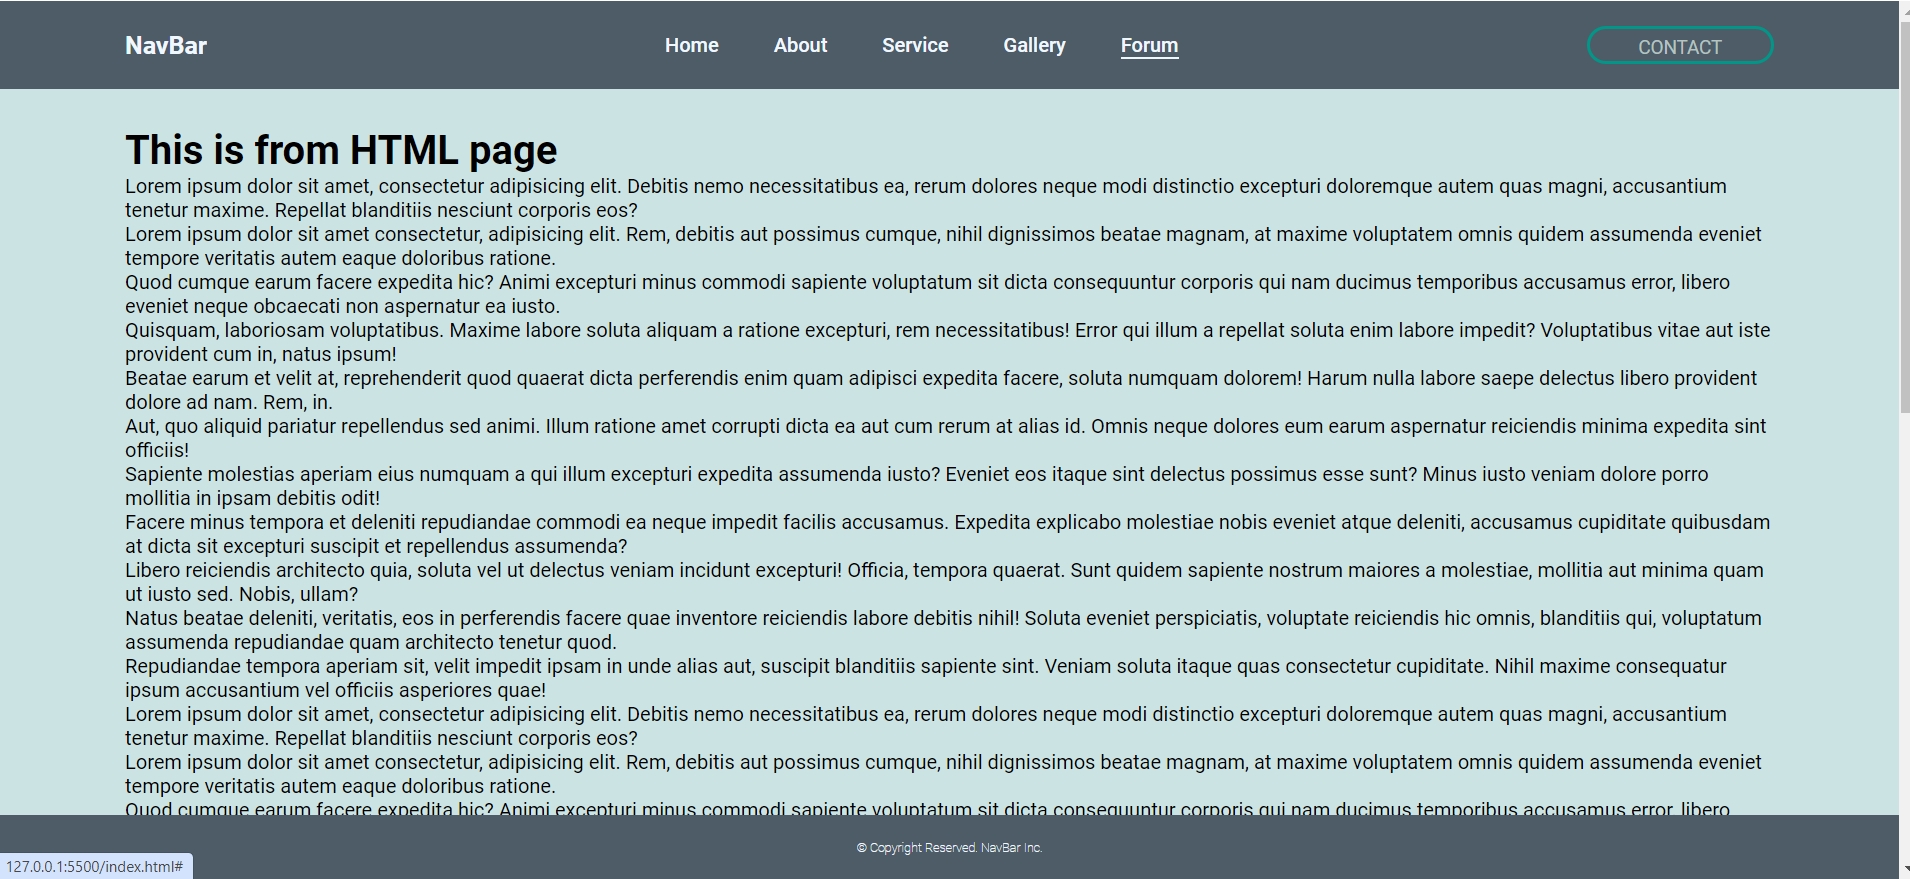 NavBar
Home About Service Gallery Forum
CONTACT
This is from HTML page
Lorem ipsum dolor sit amet, consectetur adipisicing elit. Debitis nemo necessitatibus ea, rerum dolores neque modi distinctio excepturi doloremque autem quas magni, accusantium
tenetur maxime. Repellat blanditiis nesciunt corporis eos?
Lorem ipsum dolor sit amet consectetur, adipisicing elit. Rem, debitis aut possimus cumque, nihil dignissimos beatae magnam, at maxime voluptatem omnis quidem assumenda eveniet
tempore veritatis autem eaque doloribus ratione.
Quod cumque earum facere expedita hic? Animi excepturi minus commodi sapiente voluptatum sit dicta consequuntur corporis qui nam ducimus temporibus accusamus error, libero
eveniet neque obcaecati non aspernatur ea iusto.
Quisquam, laboriosam voluptatibus. Maxime labore soluta aliquam a ratione excepturi, rem necessitatibus! Error qui illum a repellat soluta enim labore impedit? Voluptatibus vitae aut iste
provident cum in, natus ipsum!
Beatae earum et velit at, reprehenderit quod quaerat dicta perferendis enim quam adipisci expedita facere, soluta numquam dolorem! Harum nulla labore saepe delectus libero provident
dolore ad nam. Rem, in.
Aut, quo aliquid pariatur repellendus sed animi. Illum ratione amet corrupti dicta ea aut cum rerum at alias id. Omnis neque dolores eum earum aspernatur reiciendis minima expedita sint
officiis!
Sapiente molestias aperiam eius numquam a qui illum excepturi expedita assumenda iusto? Eveniet eos itaque sint delectus possimus esse sunt? Minus iusto veniam dolore porro
mollitia in ipsam debitis odit!
Facere minus tempora et deleniti repudiandae commodi ea neque impedit facilis accusamus. Expedita explicabo molestiae nobis eveniet atque deleniti, accusamus cupiditate quibusdam
at dicta sit excepturi suscipit et repellendus assumenda?
Libero reiciendis architecto quia, soluta vel ut delectus veniam incidunt excepturi! Officia, tempora quaerat. Sunt quidem sapiente nostrum maiores a molestiae, mollitia aut minima quam
ut iusto sed. Nobis, ullam?
Natus beatae deleniti, veritatis, eos in perferendis facere quae inventore reiciendis labore debitis nihil! Soluta eveniet perspiciatis, voluptate reiciendis hic omnis, blanditiis qui, voluptatum
assumenda repudiandae quam architecto tenetur quod.
Repudiandae tempora aperiam sit, velit impedit ipsam in unde alias aut, suscipit blanditiis sapiente sint. Veniam soluta itaque quas consectetur cupiditate. Nihil maxime consequatur
ipsum accusantium vel officiis asperiores quae!
Lorem ipsum dolor sit amet, consectetur adipisicing elit. Debitis nemo necessitatibus ea, rerum dolores neque modi distinctio excepturi doloremque autem quas magni, accusantium
tenetur maxime. Repellat blanditiis nesciunt corporis eos?
Lorem ipsum dolor sit amet consectetur, adipisicing elit. Rem, debitis aut possimus cumque, nihil dignissimos beatae magnam, at maxime voluptatem omnis quidem assumenda eveniet
tempore veritatis autem eaque doloribus ratione.
Quod cumque earum facere expedita hic? Animi excepturi minus commodi sapiente voluptatum sit dicta consequuntur corporis qui nam ducimus temporibus accusamus error, libero
© Copyright Reserved. NavBar Inc.
127.0.0.1:5500/index.html#